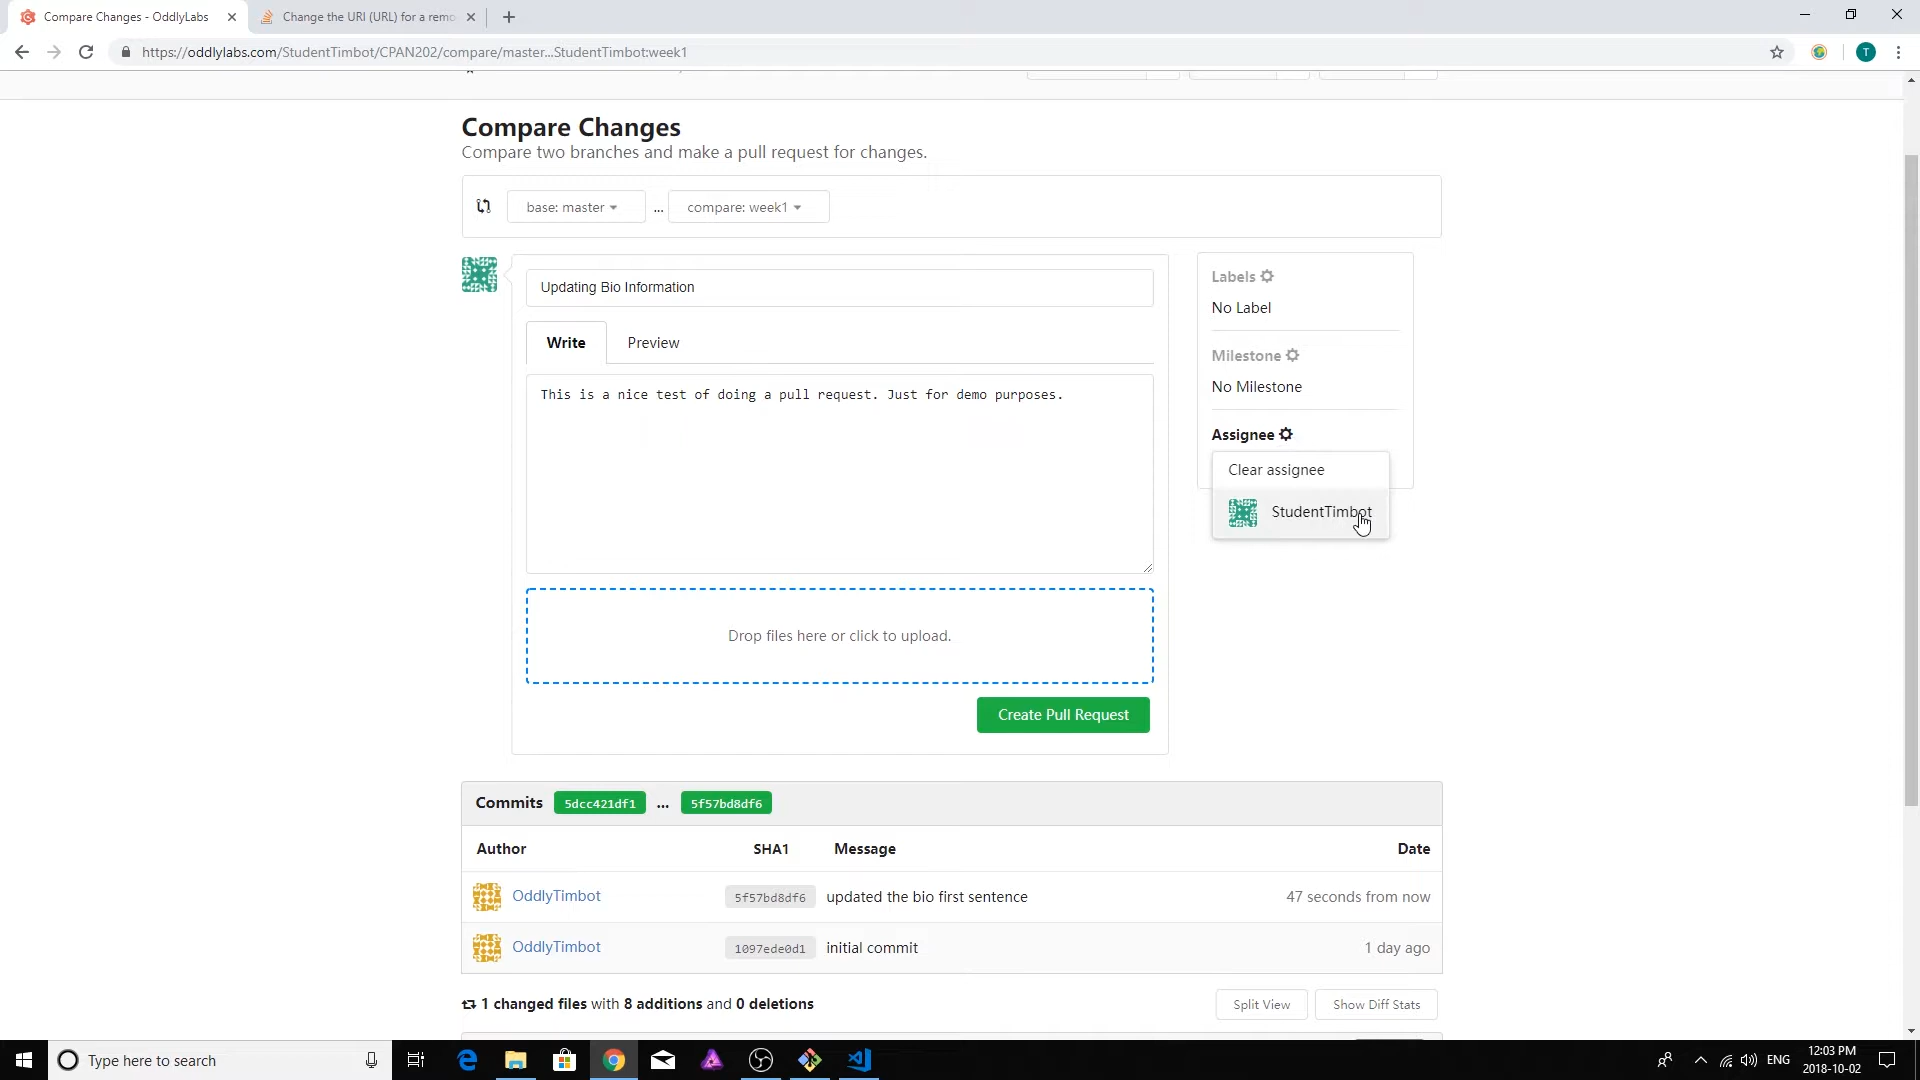 Compare Changes - OddlyLabs
Change the URI (URL) for a remo
https://oddlylabs.com/StudentTimbot/CPAN202/compare/master...StudentTimbot:week1
T
Compare Changes
Compare two branches and make a pull request for changes.
base: master ... compare: week1
Updating Bio Information
Write Preview
This is a nice test of doing a pull request. Just for demo purposes.
Drop files here or click to upload.
Create Pull Request
Labels
No Label
Milestone
No Milestone
Assignee
Clear assignee
StudentTimbot
Commits 5dcc421df1 ... 5f57bd8df6
Author SHA1 Message Date
OddlyTimbot 5f57bd8df6 updated the bio first sentence 47 seconds from now
OddlyTimbot 1097ede0d1 initial commit 1 day ago
1 changed files with 8 additions and 0 deletions
Split View Show Diff Stats
Type here to search
ENG
12:03 PM
2018-10-02